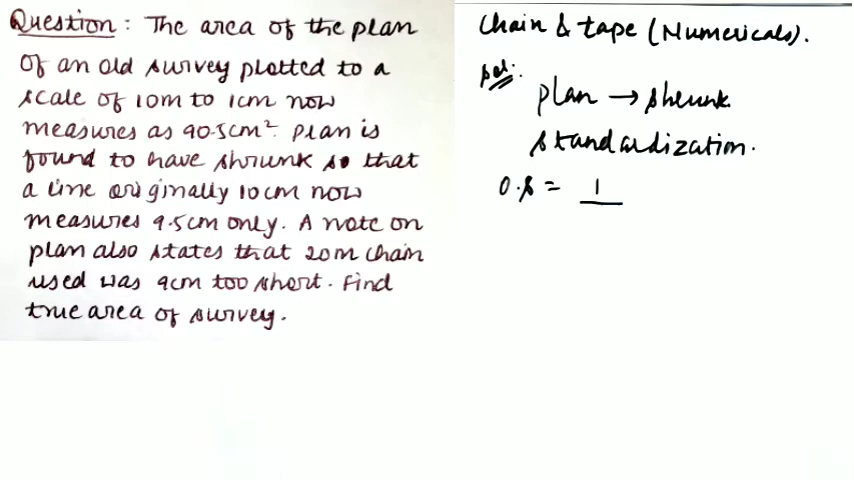 Question: The area of the plan
of an old survey plotted to a
scale of 10m to 1cm now
measures as 90.5cm². Plan is
found to have shrunk so that
a line originally 10cm now
measures 9.5cm only. A note on
plan also states that 20m chain
used was 9cm too short. Find
true area of survey.
Chain & tape (Numericals).
Sol:
plan → shrunk
standardization.
O.S = 1